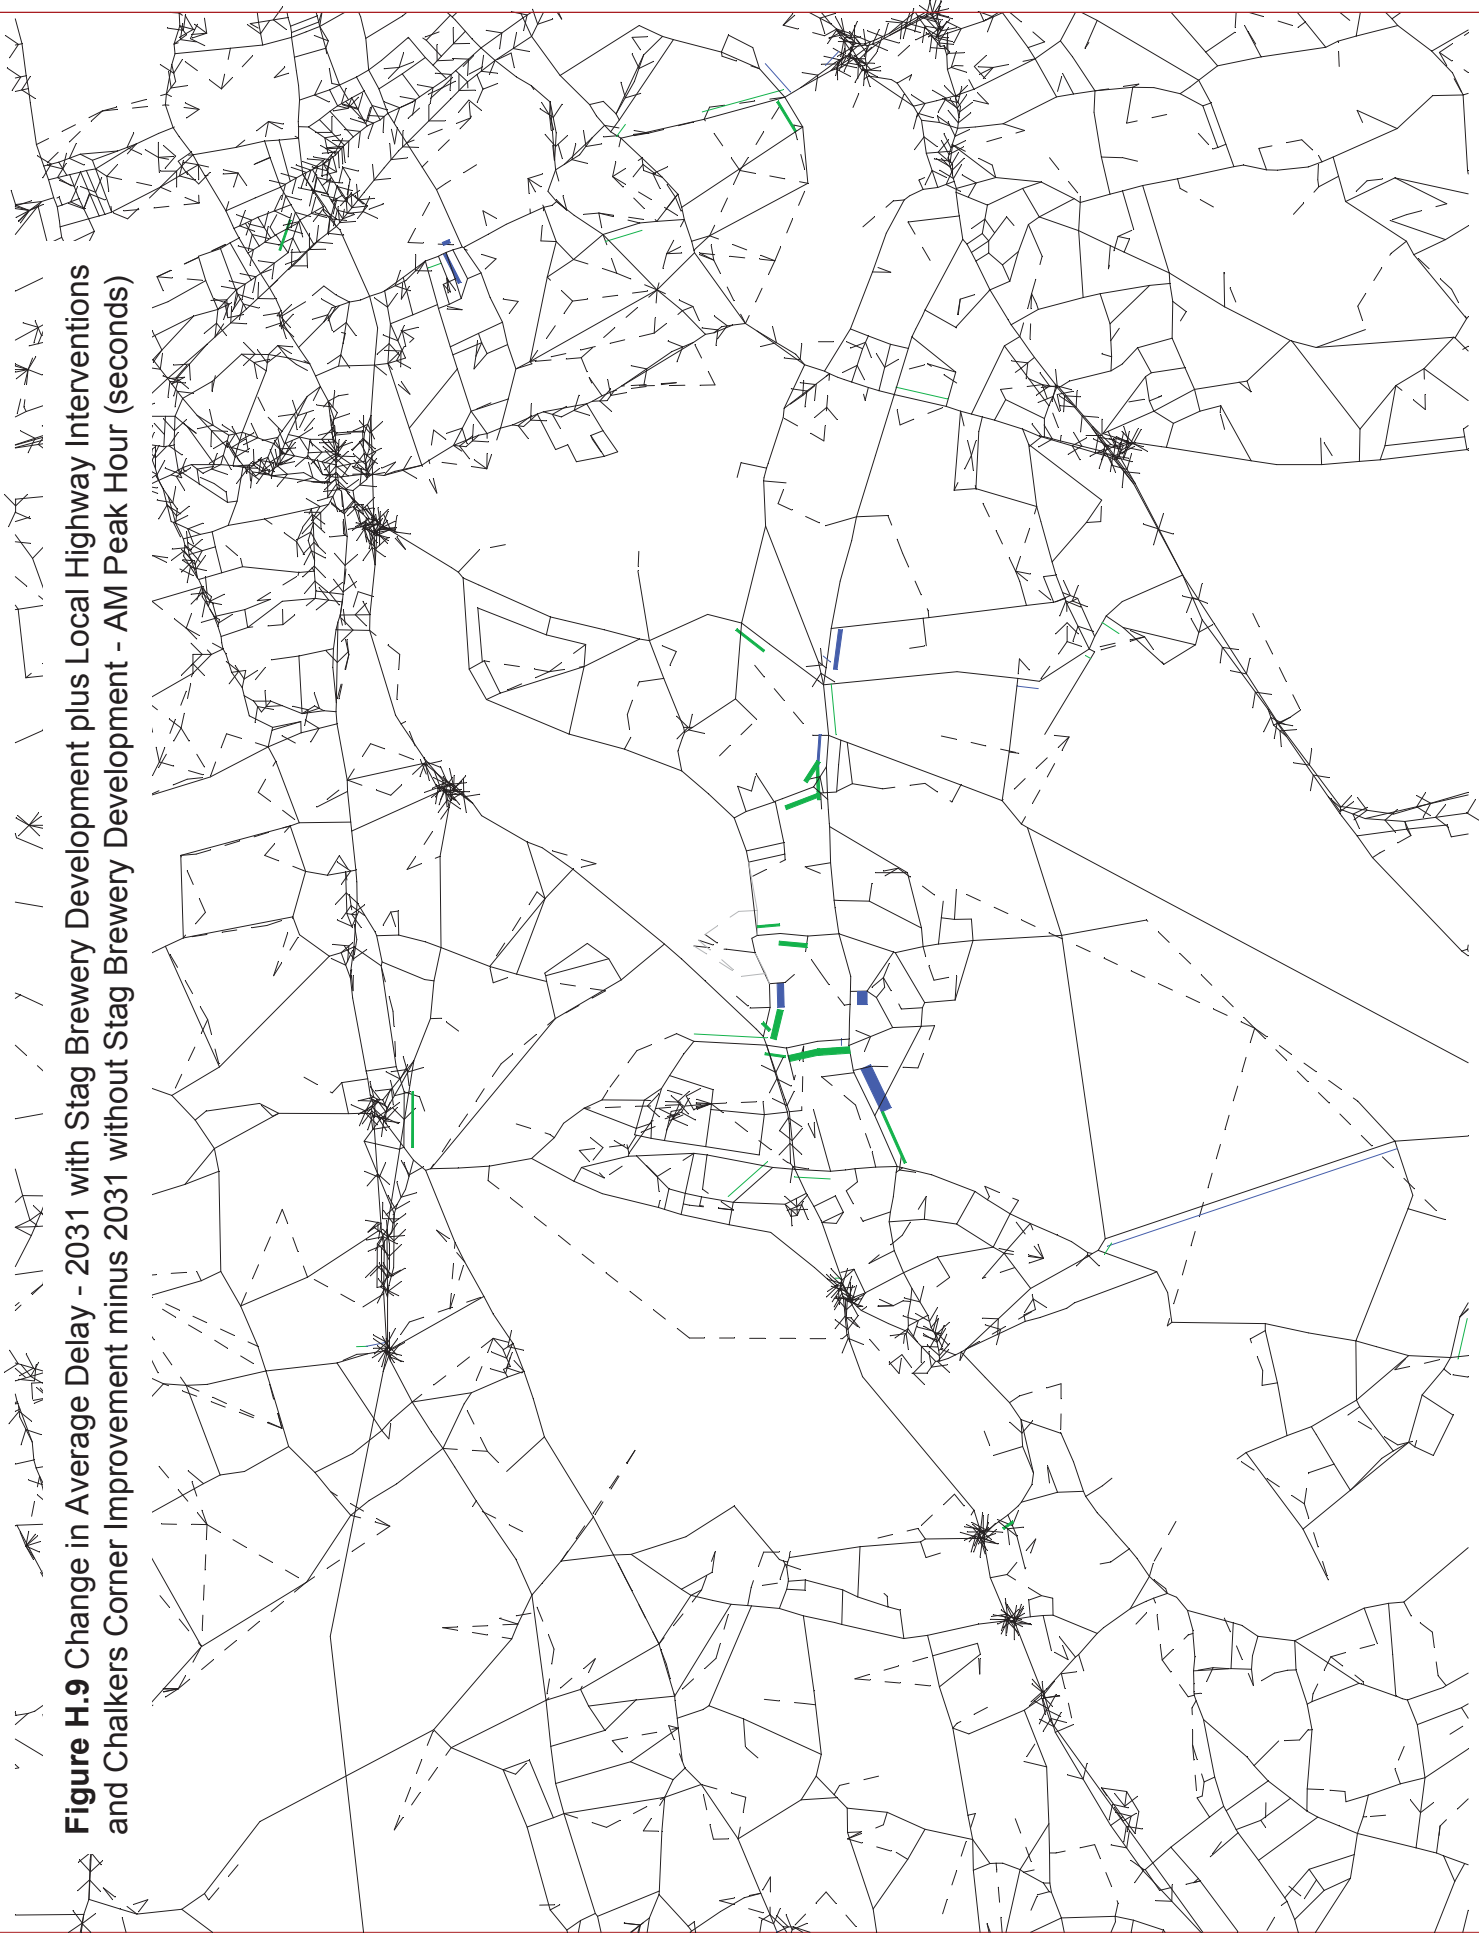 Figure H.9 Change in Average Delay - 2031 with Stag Brewery Development plus Local Highway Interventions
and Chalkers Corner Improvement minus 2031 without Stag Brewery Development - AM Peak Hour (seconds)